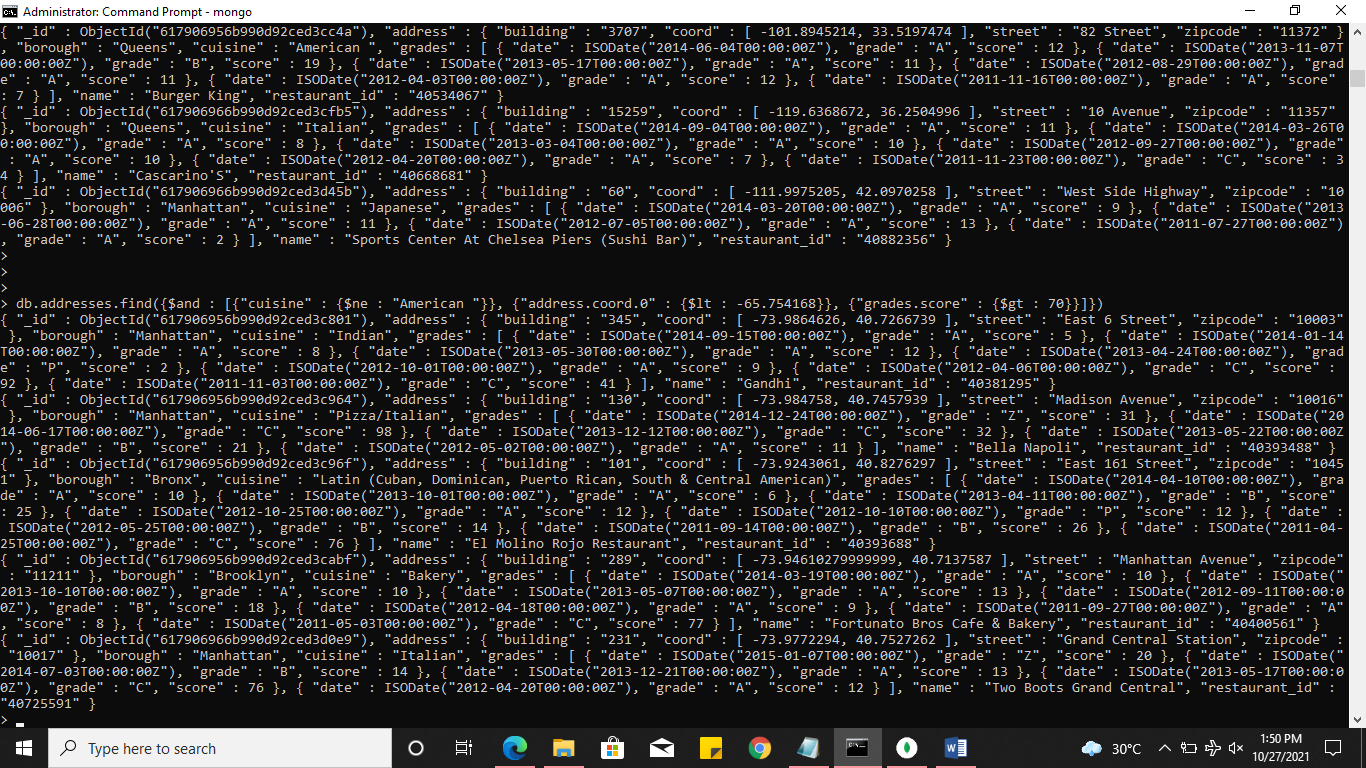 Administrator: Command Prompt - mongo
{ "_id" : ObjectId("617906956b990d92ced3cc4a"), "address" : { "building" : "3707", "coord" : [ -101.8945214, 33.5197474 ], "street" : "82 Street", "zipcode" : "11372" }
, "borough" : "Queens", "cuisine" : "American ", "grades" : [ { "date" : ISODate("2014-06-04T00:00:00Z"), "grade" : "A", "score" : 12 }, { "date" : ISODate("2013-11-07T
00:00:00Z"), "grade" : "B", "score" : 19 }, { "date" : ISODate("2013-05-17T00:00:00Z"), "grade" : "A", "score" : 11 }, { "date" : ISODate("2012-08-29T00:00:00Z"), "grad
e" : "A", "score" : 11 }, { "date" : ISODate("2012-04-03T00:00:00Z"), "grade" : "A", "score" : 12 }, { "date" : ISODate("2011-11-16T00:00:00Z"), "grade" : "A", "score"
: 7 } ], "name" : "Burger King", "restaurant_id" : "40534067" }
{ "_id" : ObjectId("617906966b990d92ced3cfb5"), "address" : { "building" : "15259", "coord" : [ -119.6368672, 36.2504996 ], "street" : "10 Avenue", "zipcode" : "11357"
}, "borough" : "Queens", "cuisine" : "Italian", "grades" : [ { "date" : ISODate("2014-09-04T00:00:00Z"), "grade" : "A", "score" : 11 }, { "date" : ISODate("2014-03-26T0
0:00:00Z"), "grade" : "A", "score" : 8 }, { "date" : ISODate("2013-03-04T00:00:00Z"), "grade" : "A", "score" : 10 }, { "date" : ISODate("2012-09-27T00:00:00Z"), "grade"
: "A", "score" : 10 }, { "date" : ISODate("2012-04-20T00:00:00Z"), "grade" : "A", "score" : 7 }, { "date" : ISODate("2011-11-23T00:00:00Z"), "grade" : "C", "score" : 3
4 } ], "name" : "Cascarino'S", "restaurant_id" : "40668681" }
{ "_id" : ObjectId("617906966b990d92ced3d45b"), "address" : { "building" : "60", "coord" : [ -111.9975205, 42.0970258 ], "street" : "West Side Highway", "zipcode" : "10
006" }, "borough" : "Manhattan", "cuisine" : "Japanese", "grades" : [ { "date" : ISODate("2014-03-20T00:00:00Z"), "grade" : "A", "score" : 9 }, { "date" : ISODate("2013
-06-28T00:00:00Z"), "grade" : "A", "score" : 11 }, { "date" : ISODate("2012-07-05T00:00:00Z"), "grade" : "A", "score" : 13 }, { "date" : ISODate("2011-07-27T00:00:00Z")
, "grade" : "A", "score" : 2 } ], "name" : "Sports Center At Chelsea Piers (Sushi Bar)", "restaurant_id" : "40882356" }
>
>
>
> db.addresses.find({$and : [{"cuisine" : {$ne : "American "}}, {"address.coord.0" : {$lt : -65.754168}}, {"grades.score" : {$gt : 70}}]})
{ "_id" : ObjectId("617906956b990d92ced3c801"), "address" : { "building" : "345", "coord" : [ -73.9864626, 40.7266739 ], "street" : "East 6 Street", "zipcode" : "10003"
}, "borough" : "Manhattan", "cuisine" : "Indian", "grades" : [ { "date" : ISODate("2014-09-15T00:00:00Z"), "grade" : "A", "score" : 5 }, { "date" : ISODate("2014-01-14
T00:00:00Z"), "grade" : "A", "score" : 8 }, { "date" : ISODate("2013-05-30T00:00:00Z"), "grade" : "A", "score" : 12 }, { "date" : ISODate("2013-04-24T00:00:00Z"), "grad
e" : "P", "score" : 2 }, { "date" : ISODate("2012-10-01T00:00:00Z"), "grade" : "A", "score" : 9 }, { "date" : ISODate("2012-04-06T00:00:00Z"), "grade" : "C", "score" :
92 }, { "date" : ISODate("2011-11-03T00:00:00Z"), "grade" : "C", "score" : 41 } ], "name" : "Gandhi", "restaurant_id" : "40381295" }
{ "_id" : ObjectId("617906956b990d92ced3c964"), "address" : { "building" : "130", "coord" : [ -73.984758, 40.7457939 ], "street" : "Madison Avenue", "zipcode" : "10016"
}, "borough" : "Manhattan", "cuisine" : "Pizza/Italian", "grades" : [ { "date" : ISODate("2014-12-24T00:00:00Z"), "grade" : "Z", "score" : 31 }, { "date" : ISODate("20
14-06-17T00:00:00Z"), "grade" : "C", "score" : 98 }, { "date" : ISODate("2013-12-12T00:00:00Z"), "grade" : "C", "score" : 32 }, { "date" : ISODate("2013-05-22T00:00:00Z
"), "grade" : "B", "score" : 21 }, { "date" : ISODate("2012-05-02T00:00:00Z"), "grade" : "A", "score" : 11 } ], "name" : "Bella Napoli", "restaurant_id" : "40393488" }
{ "_id" : ObjectId("617906956b990d92ced3c96f"), "address" : { "building" : "101", "coord" : [ -73.9243061, 40.8276297 ], "street" : "East 161 Street", "zipcode" : "1045
1" }, "borough" : "Bronx", "cuisine" : "Latin (Cuban, Dominican, Puerto Rican, South & Central American)", "grades" : [ { "date" : ISODate("2014-04-10T00:00:00Z"), "gra
de" : "A", "score" : 10 }, { "date" : ISODate("2013-10-01T00:00:00Z"), "grade" : "A", "score" : 6 }, { "date" : ISODate("2013-04-11T00:00:00Z"), "grade" : "B", "score"
: 25 }, { "date" : ISODate("2012-10-25T00:00:00Z"), "grade" : "A", "score" : 12 }, { "date" : ISODate("2012-10-10T00:00:00Z"), "grade" : "P", "score" : 12 }, { "date" :
ISODate("2012-05-25T00:00:00Z"), "grade" : "B", "score" : 14 }, { "date" : ISODate("2011-09-14T00:00:00Z"), "grade" : "B", "score" : 26 }, { "date" : ISODate("2011-04-
25T00:00:00Z"), "grade" : "C", "score" : 76 } ], "name" : "El Molino Rojo Restaurant", "restaurant_id" : "40393688" }
{ "_id" : ObjectId("617906956b990d92ced3cabf"), "address" : { "building" : "289", "coord" : [ -73.94610279999999, 40.7137587 ], "street" : "Manhattan Avenue", "zipcode"
: "11211" }, "borough" : "Brooklyn", "cuisine" : "Bakery", "grades" : [ { "date" : ISODate("2014-03-19T00:00:00Z"), "grade" : "A", "score" : 10 }, { "date" : ISODate("
2013-10-10T00:00:00Z"), "grade" : "A", "score" : 10 }, { "date" : ISODate("2013-05-07T00:00:00Z"), "grade" : "A", "score" : 13 }, { "date" : ISODate("2012-09-11T00:00:0
0Z"), "grade" : "B", "score" : 18 }, { "date" : ISODate("2012-04-18T00:00:00Z"), "grade" : "A", "score" : 9 }, { "date" : ISODate("2011-09-27T00:00:00Z"), "grade" : "A"
, "score" : 8 }, { "date" : ISODate("2011-05-03T00:00:00Z"), "grade" : "C", "score" : 77 } ], "name" : "Fortunato Bros Cafe & Bakery", "restaurant_id" : "40400561" }
{ "_id" : ObjectId("617906966b990d92ced3d0e9"), "address" : { "building" : "231", "coord" : [ -73.9772294, 40.7527262 ], "street" : "Grand Central Station", "zipcode" :
"10017" }, "borough" : "Manhattan", "cuisine" : "Italian", "grades" : [ { "date" : ISODate("2015-01-07T00:00:00Z"), "grade" : "Z", "score" : 20 }, { "date" : ISODate("
2014-07-03T00:00:00Z"), "grade" : "B", "score" : 14 }, { "date" : ISODate("2013-12-21T00:00:00Z"), "grade" : "A", "score" : 13 }, { "date" : ISODate("2013-05-17T00:00:0
0Z"), "grade" : "C", "score" : 76 }, { "date" : ISODate("2012-04-20T00:00:00Z"), "grade" : "A", "score" : 12 } ], "name" : "Two Boots Grand Central", "restaurant_id" :
"40725591" }
>
Type here to search
30°C
1:50 PM
10/27/2021